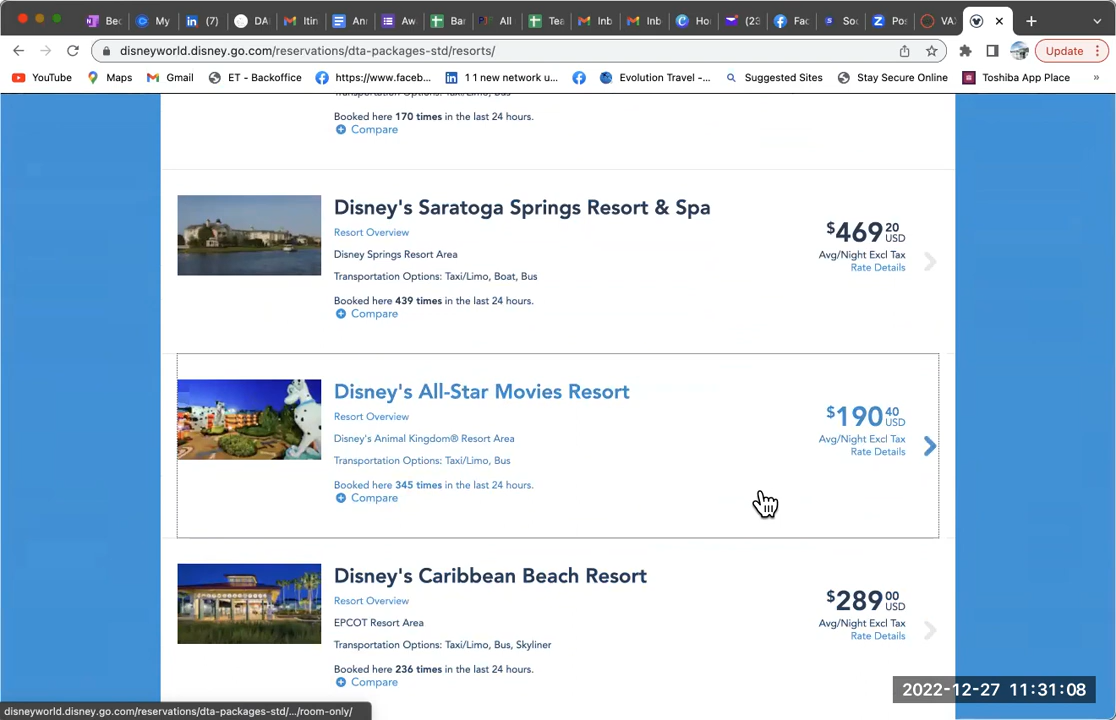 Bec
My
(7)
DA
Itin
Ani
Aw
Bar
All
Tea
Inb
Inb
Ho
(23
Fac
Soc
Pos
VA
disneyworld.disney.go.com/reservations/dta-packages-std/resorts/
Update
YouTube
Maps
Gmail
ET - Backoffice
https://www.faceb...
1 1 new network u...
Evolution Travel -...
Suggested Sites
Stay Secure Online
Toshiba App Place
»
Transportation Options: Taxi/Limo, Bus
Booked here 170 times in the last 24 hours.
Compare
Disney's Saratoga Springs Resort & Spa
Resort Overview
Disney Springs Resort Area
Transportation Options: Taxi/Limo, Boat, Bus
Booked here 439 times in the last 24 hours.
Compare
$469 20 USD
Avg/Night Excl Tax
Rate Details
Disney's All-Star Movies Resort
Resort Overview
Disney's Animal Kingdom® Resort Area
Transportation Options: Taxi/Limo, Bus
Booked here 345 times in the last 24 hours.
Compare
$190 40 USD
Avg/Night Excl Tax
Rate Details
Disney's Caribbean Beach Resort
Resort Overview
EPCOT Resort Area
Transportation Options: Taxi/Limo, Bus, Skyliner
Booked here 236 times in the last 24 hours.
Compare
$289 00 USD
Avg/Night Excl Tax
Rate Details
2022-12-27 11:31:08
disneyworld.disney.go.com/reservations/dta-packages-std/.../room-only/